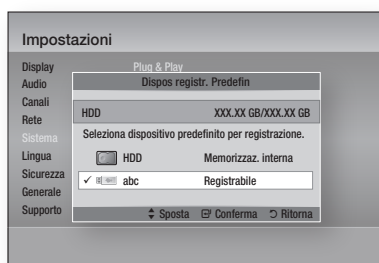 Impostazioni
Display
Plug & Play
Audio
Canali
Rete
Sistema
Lingua
Sicurezza
Generale
Supporto
Dispos registr. Predefin
HDD XXX.XX GB/XXX.XX GB
Seleziona dispositivo predefinito per registrazione.
HDD Memorizzaz. interna
✓ abc Registrabile
Sposta Conferma Ritorna